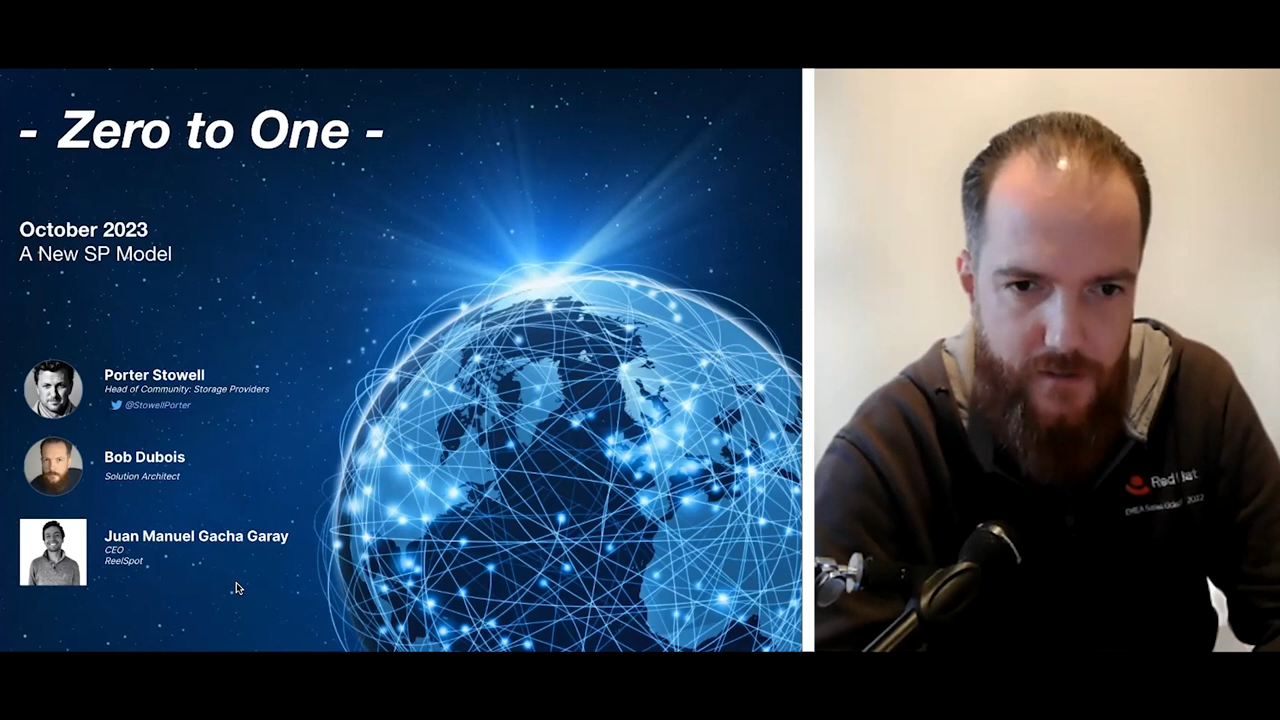 - Zero to One -
October 2023
A New SP Model
Porter Stowell
Head of Community: Storage Providers
@StowellPorter
Bob Dubois
Solution Architect
Juan Manuel Gacha Garay
CEO
ReelSpot
Red Hat
2022